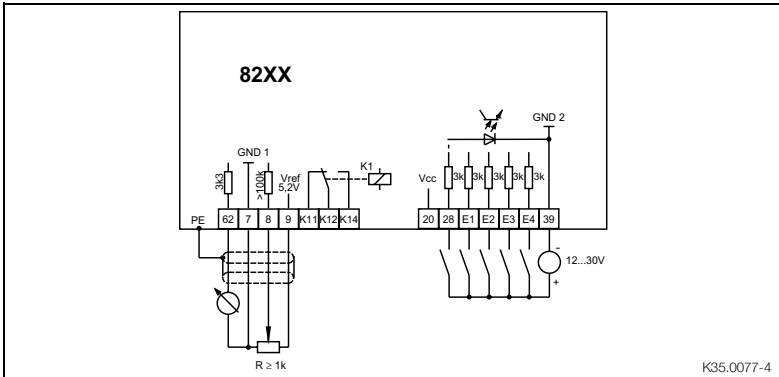 82XX
GND 2
GND 1
K1
3k3
>100k
Vref
5,2V
Vcc
3k 3k 3k 3k 3k
PE 62 7 8 9 K11 K12 K14 20 28 E1 E2 E3 E4 39
-
12...30V
+
R ≥ 1k
K35.0077-4